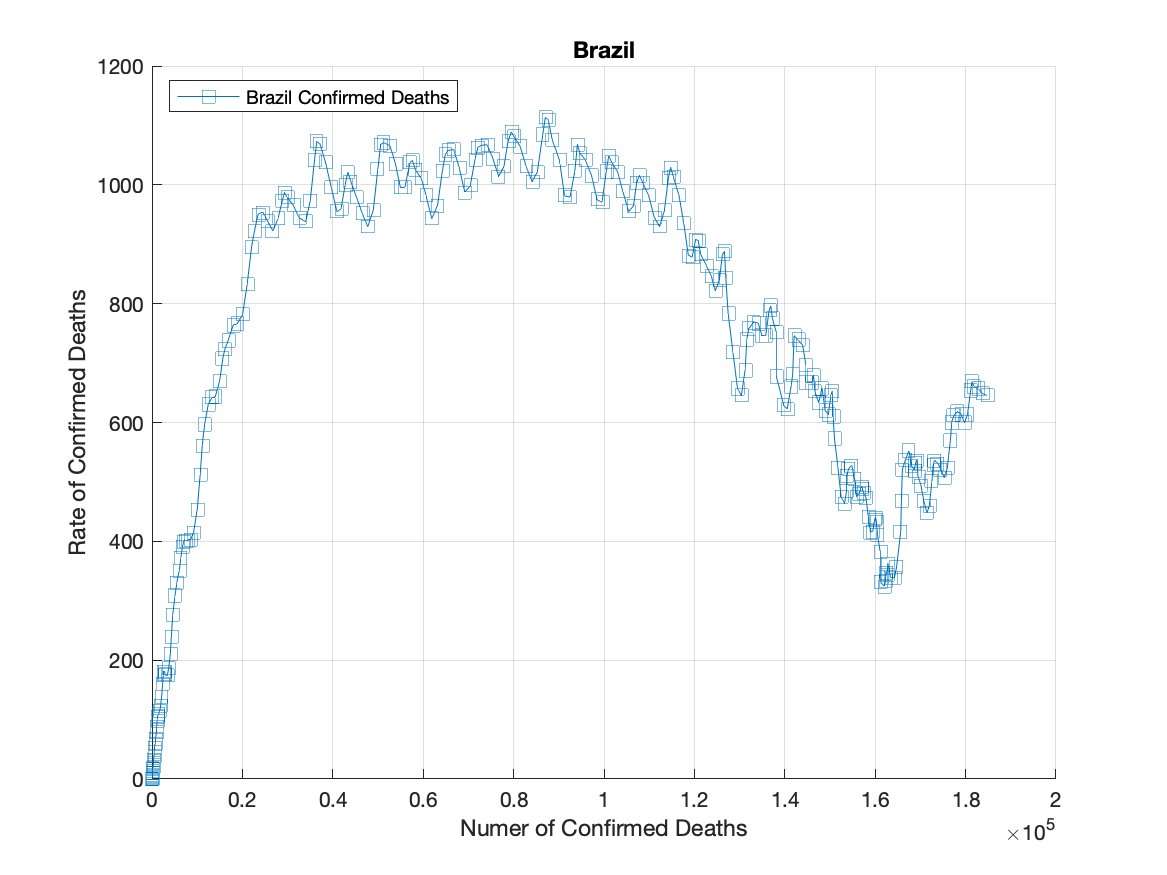 Brazil
Brazil Confirmed Deaths
1200
1000
800
600
400
200
0
Rate of Confirmed Deaths
0 0.2 0.4 0.6 0.8 1 1.2 1.4 1.6 1.8 2
Numer of Confirmed Deaths
×10⁵